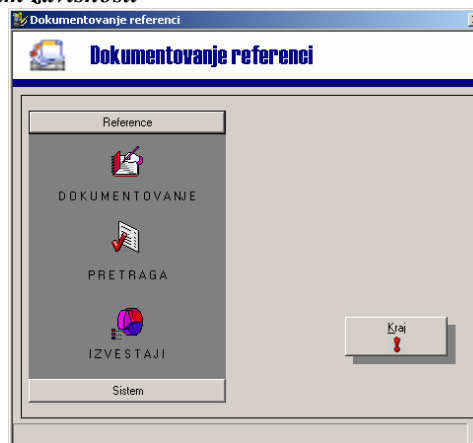 Dokumentovanje referenci
Dokumentovanje referenci
Reference
DOKUMENTOVANJE
PRETRAGA
IZVESTAJI
Kraj
Sistem